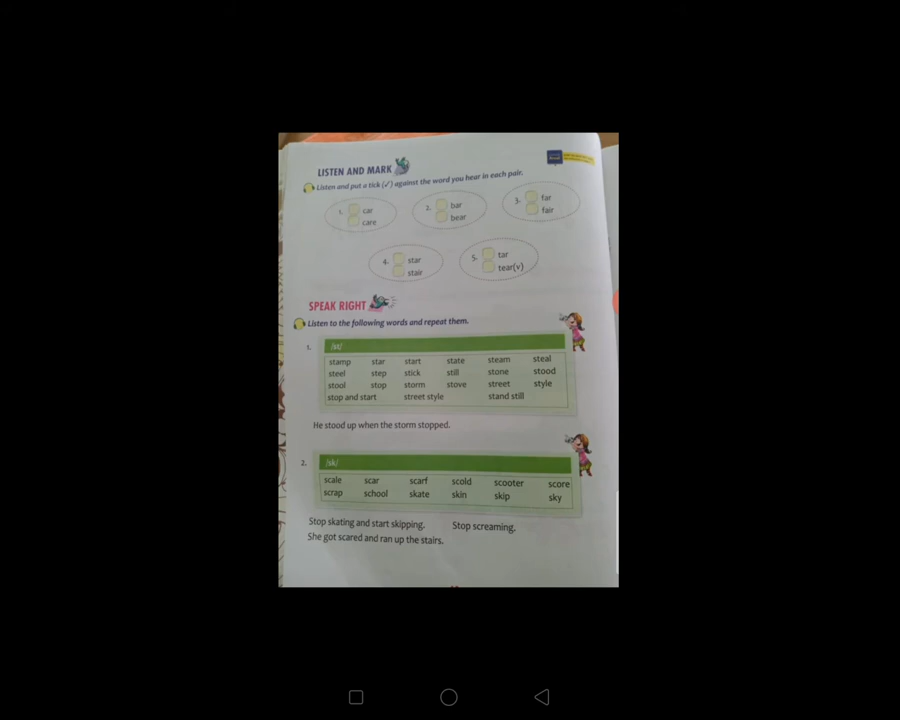 LISTEN AND MARK
Listen and put a tick (✓) against the word you hear in each pair.
1. car
care
2. bar
bear
3. far
fair
4. star
stair
5. tar
tear(v)
SPEAK RIGHT
Listen to the following words and repeat them.
1. /st/
stamp star start state steam steal
steel step stick still stone stood
stool stop storm stove street style
stop and start street style stand still
He stood up when the storm stopped.
2. /sk/
scale scar scarf scold scooter score
scrap school skate skin skip sky
Stop skating and start skipping. Stop screaming.
She got scared and ran up the stairs.